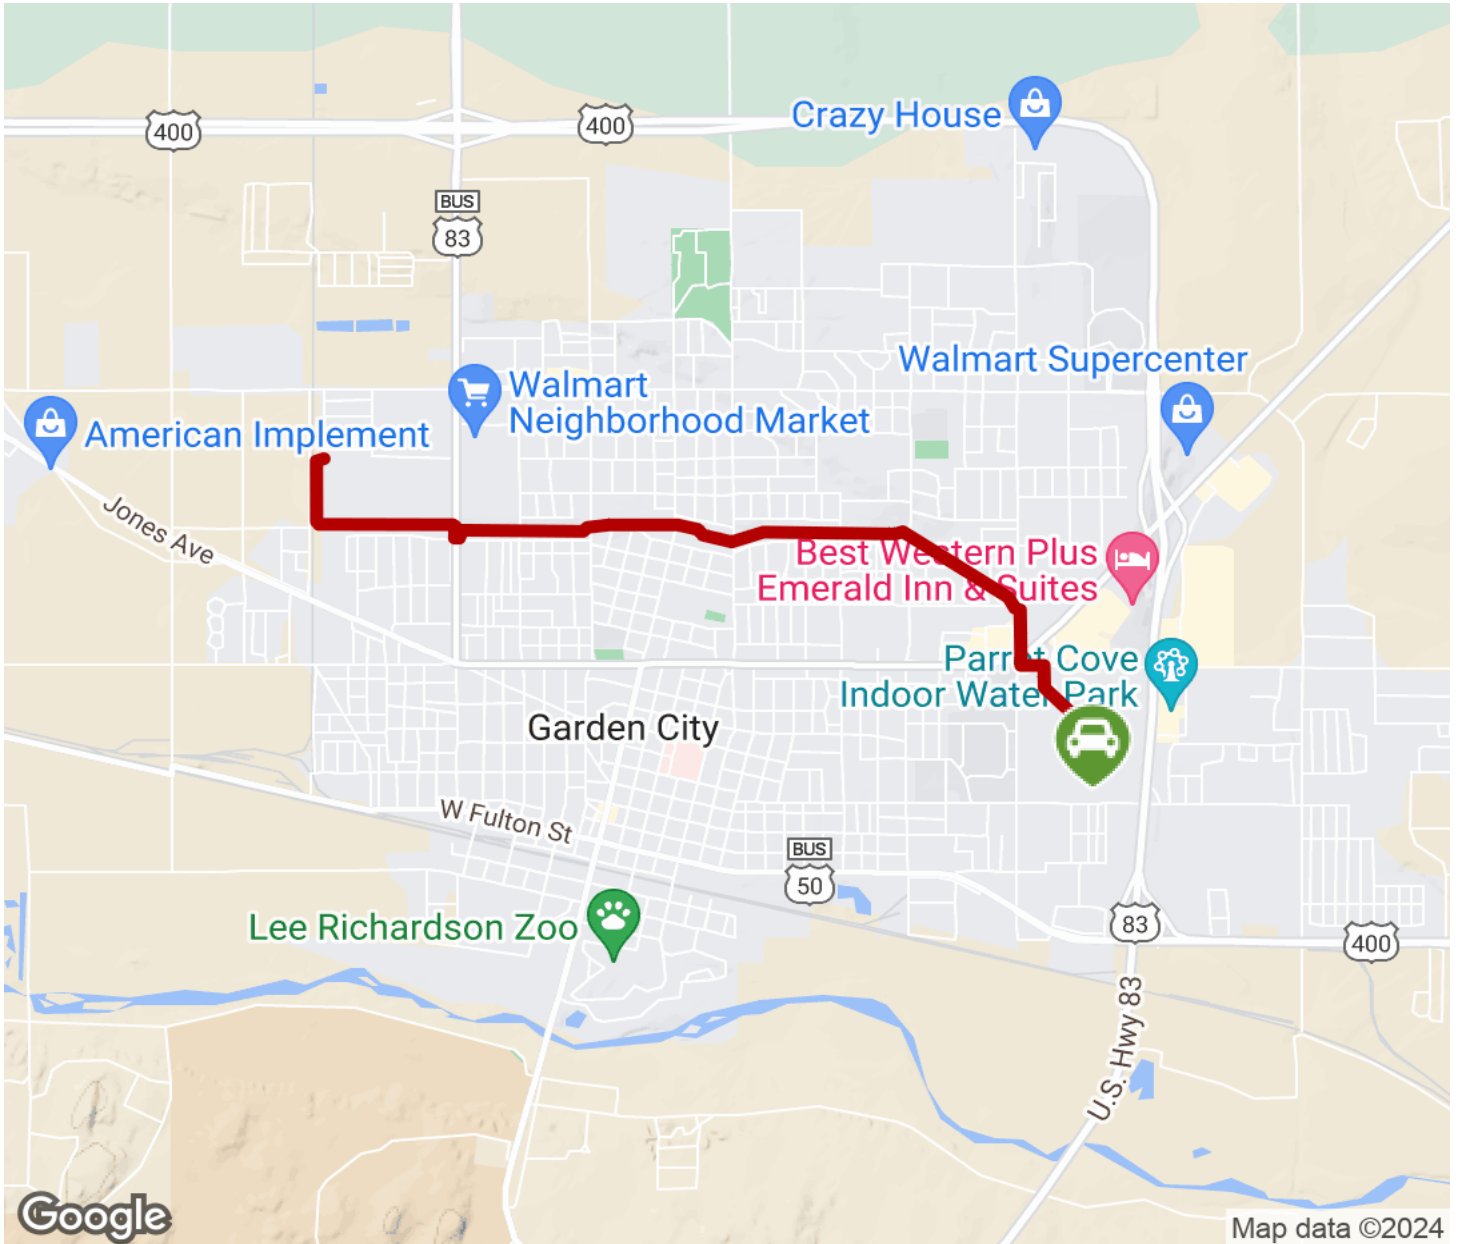 400
400
Crazy House
BUS
83
Walmart Supercenter
Walmart
Neighborhood Market
American Implement
Jones Ave
Best Western Plus
Emerald Inn & Suites
Parrot Cove
Indoor Water Park
Garden City
W Fulton St
BUS
50
Lee Richardson Zoo
83
400
U.S. Hwy 83
Google
Map data ©2024